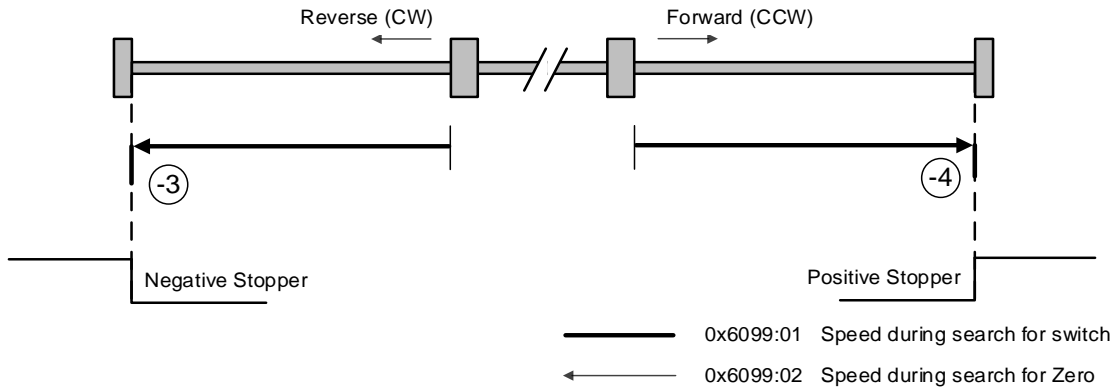 Reverse (CW)
Forward (CCW)
-3
-4
Negative Stopper
Positive Stopper
0x6099:01 Speed during search for switch
0x6099:02 Speed during search for Zero